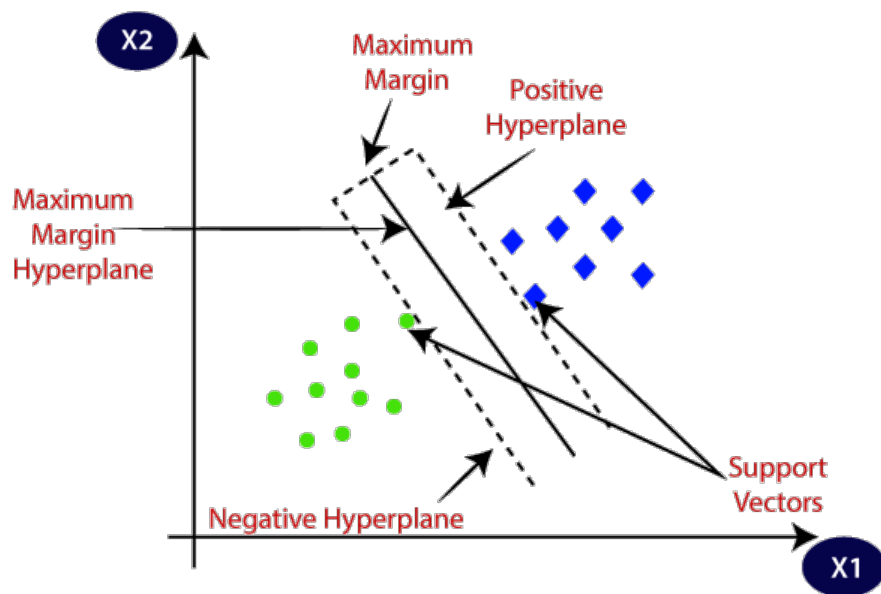 X2
Maximum
Margin
Positive
Hyperplane
Maximum
Margin
Hyperplane
Support
Vectors
Negative Hyperplane
X1